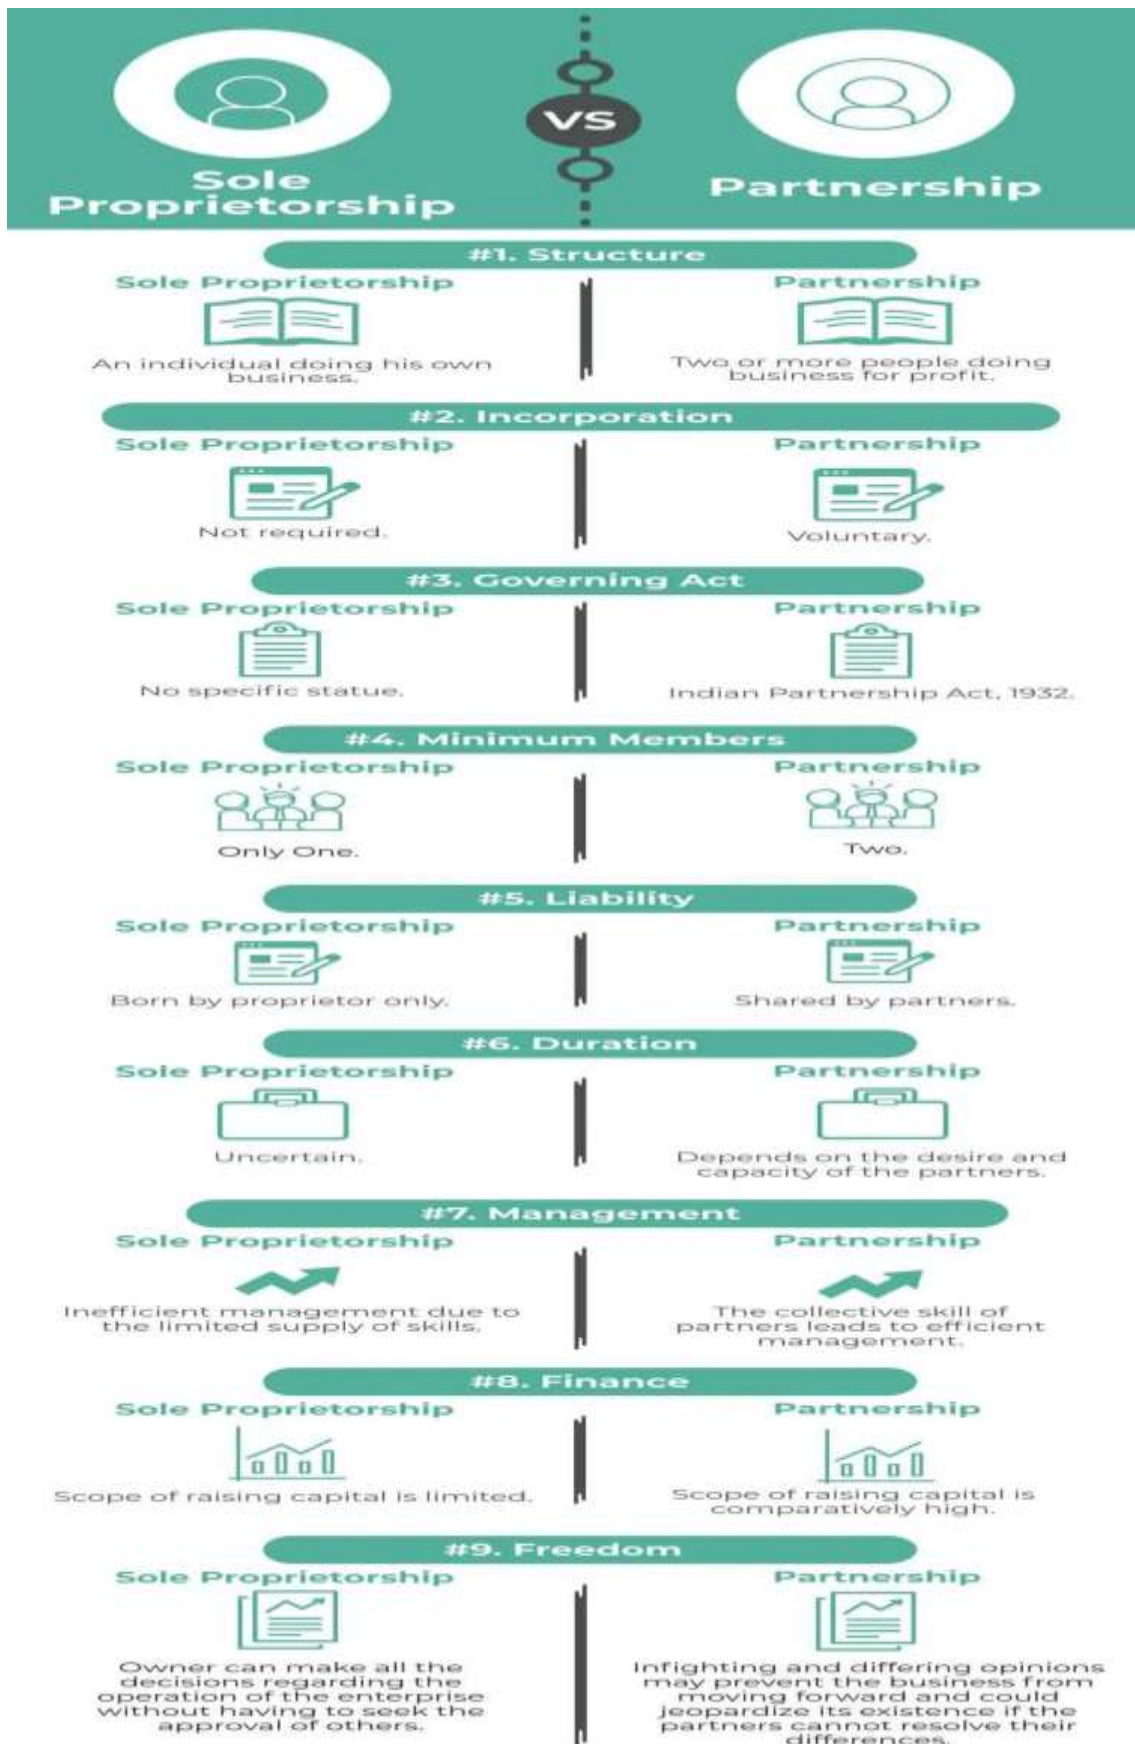 Sole
Proprietorship
VS
Partnership
#1. Structure
Sole Proprietorship
An individual doing his own
business.
Partnership
Two or more people doing
business for profit.
#2. Incorporation
Sole Proprietorship
Not required.
Partnership
Voluntary.
#3. Governing Act
Sole Proprietorship
No specific statue.
Partnership
Indian Partnership Act, 1932.
#4. Minimum Members
Sole Proprietorship
Only One.
Partnership
Two.
#5. Liability
Sole Proprietorship
Born by proprietor only.
Partnership
Shared by partners.
#6. Duration
Sole Proprietorship
Uncertain.
Partnership
Depends on the desire and
capacity of the partners.
#7. Management
Sole Proprietorship
Inefficient management due to
the limited supply of skills.
Partnership
The collective skill of
partners leads to efficient
management.
#8. Finance
Sole Proprietorship
Scope of raising capital is limited.
Partnership
Scope of raising capital is
comparatively high.
#9. Freedom
Sole Proprietorship
Owner can make all the
decisions regarding the
operation of the enterprise
without having to seek the
approval of others.
Partnership
Infighting and differing opinions
may prevent the business from
moving forward and could
jeopardize its existence if the
partners cannot resolve their
differences.